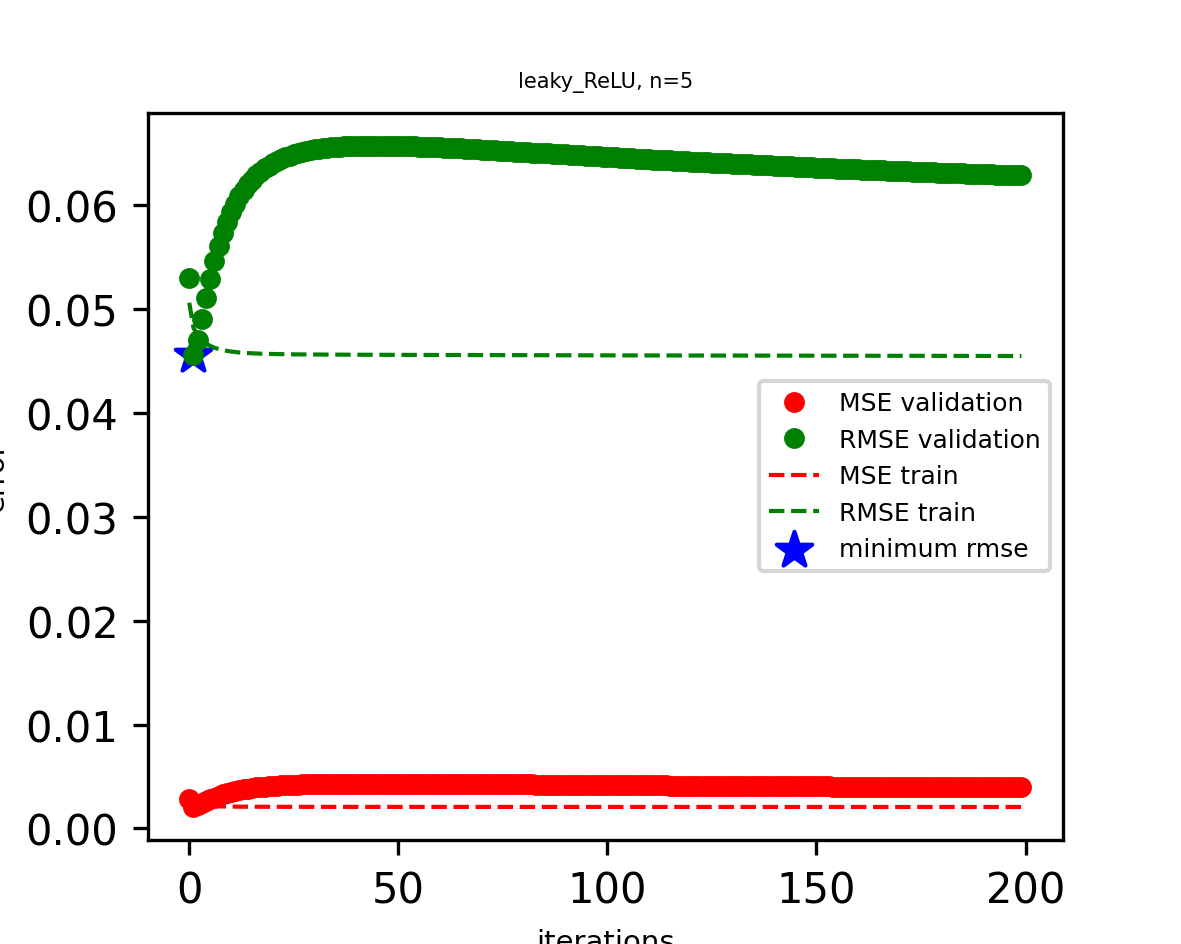 leaky_ReLU, n=5
0.06
0.05
0.04
0.03
0.02
0.01
0.00
MSE validation
RMSE validation
MSE train
RMSE train
minimum rmse
0 50 100 150 200
iterations